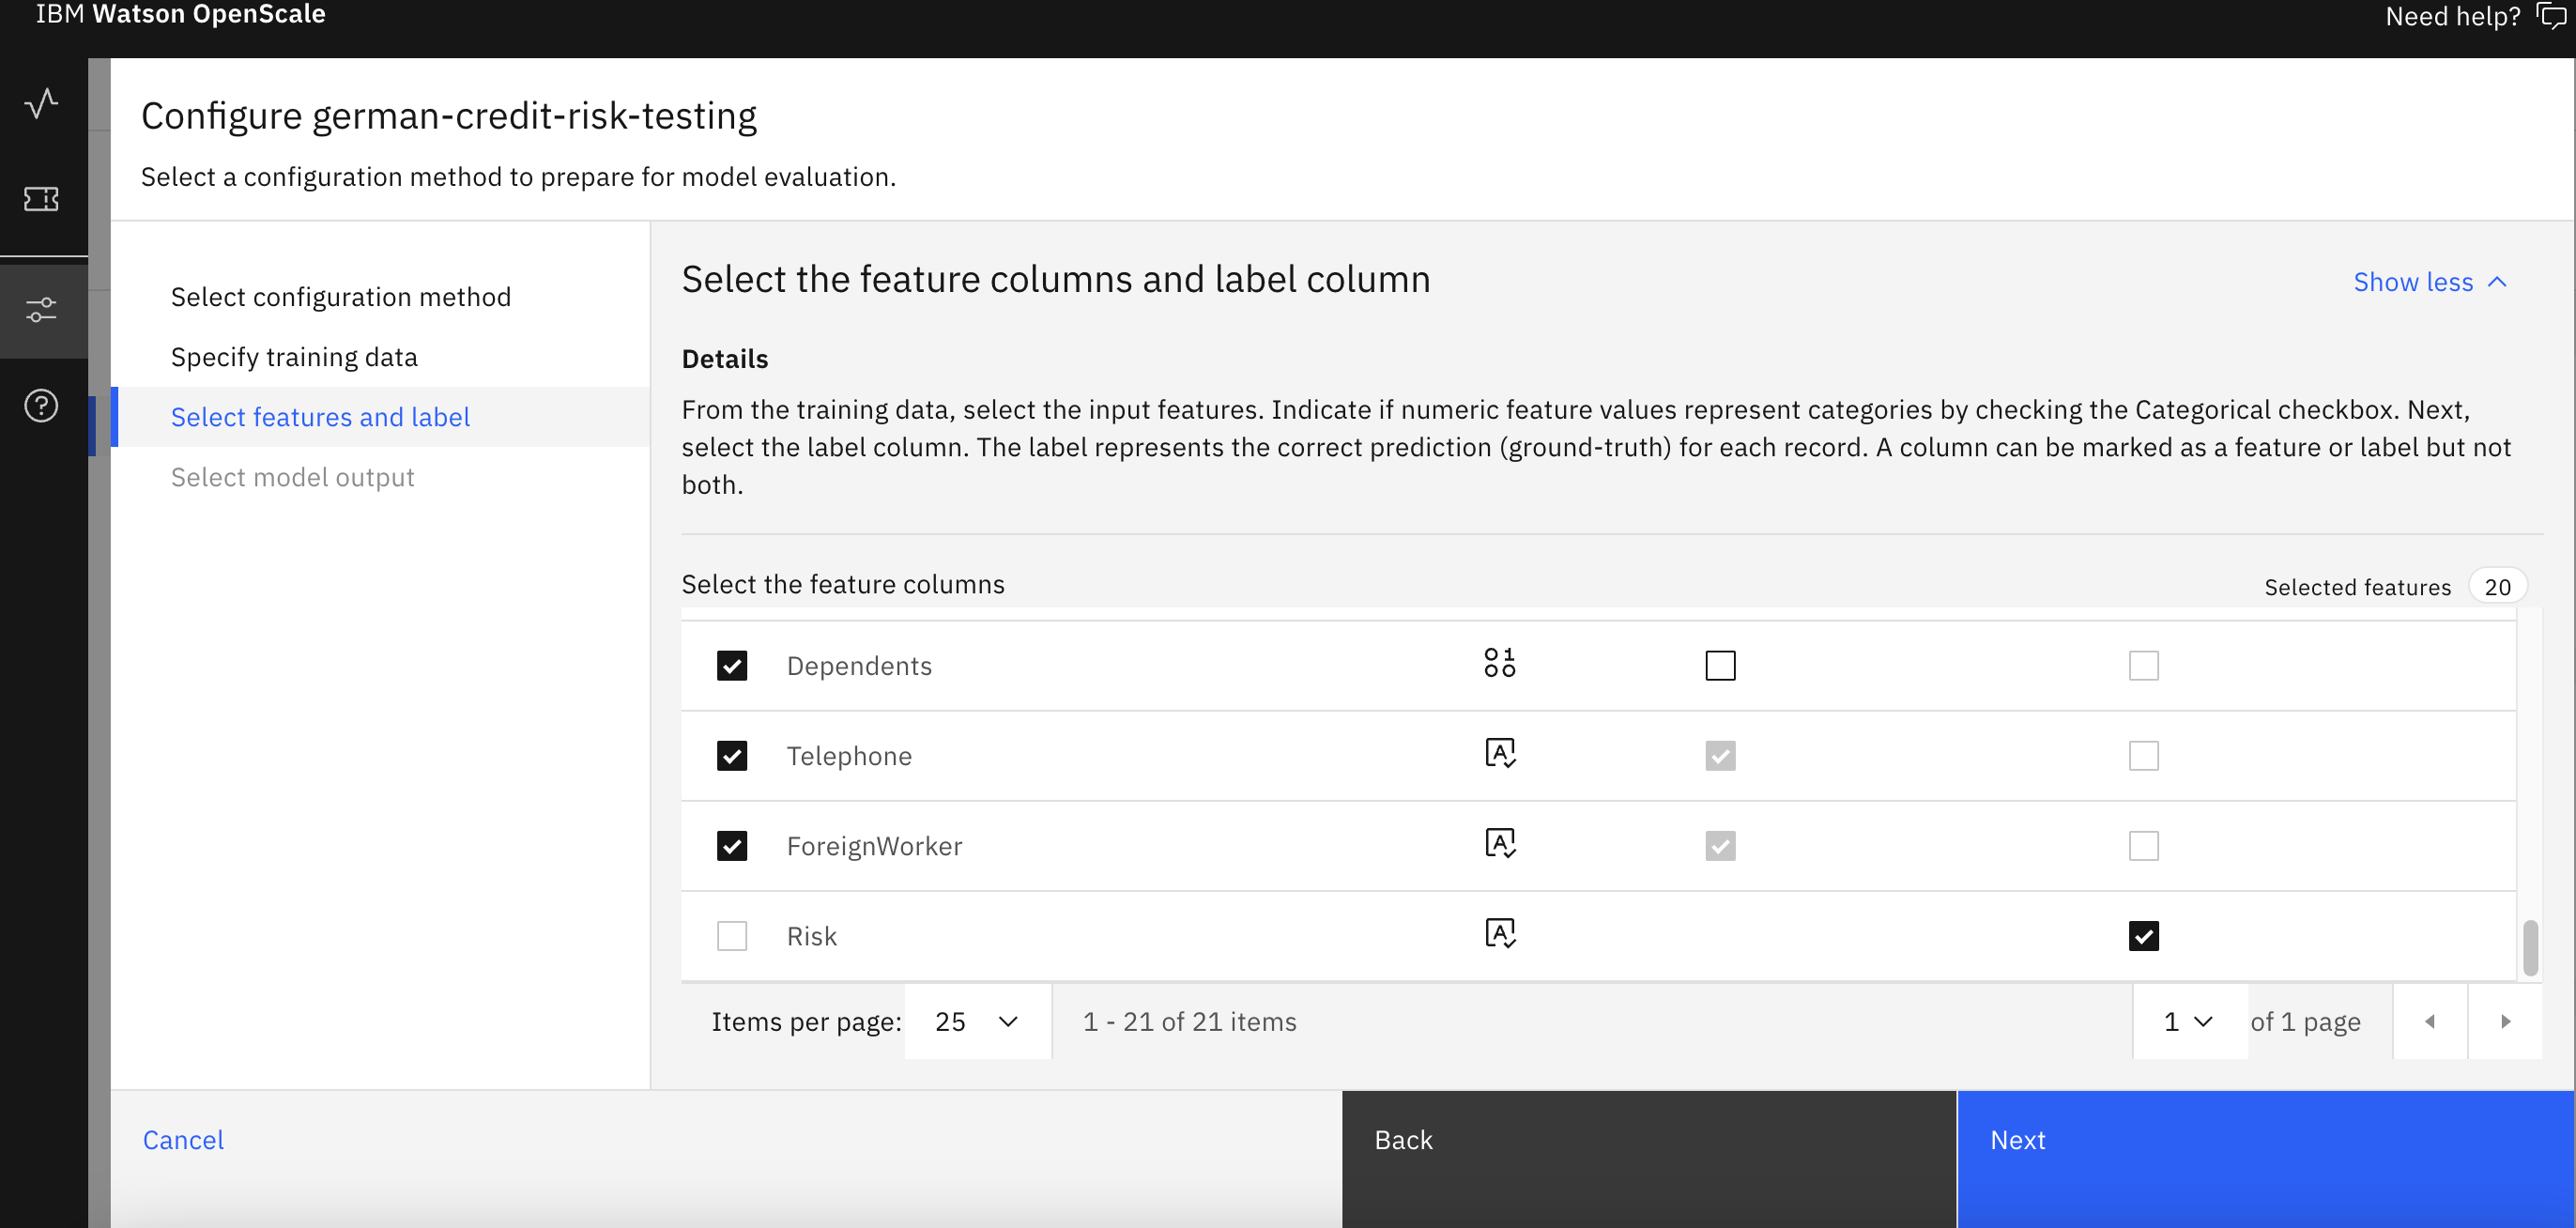 IBM Watson OpenScale
Need help?
Configure german-credit-risk-testing
Select a configuration method to prepare for model evaluation.
Select configuration method
Specify training data
Select features and label
Select model output
Select the feature columns and label column
Show less
Details
From the training data, select the input features. Indicate if numeric feature values represent categories by checking the Categorical checkbox. Next,
select the label column. The label represents the correct prediction (ground-truth) for each record. A column can be marked as a feature or label but not
both.
Select the feature columns
Selected features 20
Dependents
Telephone
ForeignWorker
Risk
Items per page: 25
1 - 21 of 21 items
1 of 1 page
Cancel
Back
Next